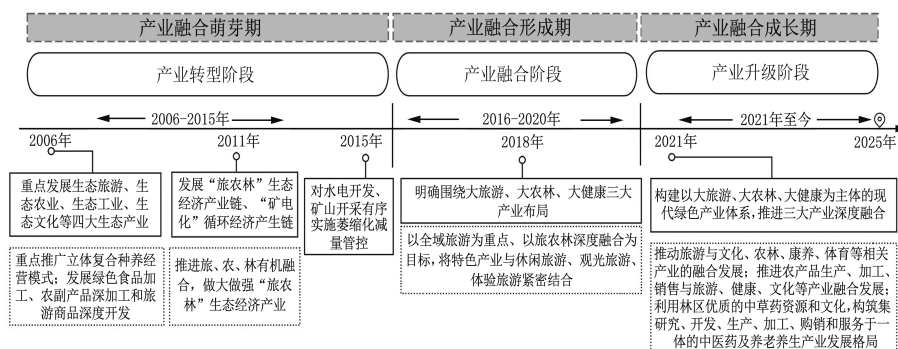 产业融合萌芽期
产业融合形成期
产业融合成长期
产业转型阶段
产业融合阶段
产业升级阶段
2006-2015年
2016-2020年
2021年至今
2006年
2011年
2015年
2018年
2021年
2025年
重点发展生态旅游、生
态农业、生态工业、生
态文化等四大生态产业
重点推广立体复合种养经
营模式；发展绿色食品加
工、农副产品深加工和旅
游商品深度开发
发展“旅农林”生态
经济产业链、“矿电
化”循环经济产生链
推进旅、农、林有机融
合，做大做强“旅农
林”生态经济产业
对水电开发、
矿山开采有序
实施萎缩化减
量管控
明确围绕大旅游、大农林、大健康三大
产业布局
以全域旅游为重点、以旅农林深度融合为
目标，将特色产业与休闲旅游、观光旅游、
体验旅游紧密结合
构建以大旅游、大农林、大健康为主体的现
代绿色产业体系，推进三大产业深度融合
推动旅游与文化、农林、康养、体育等相关
产业的融合发展；推进农产品生产、加工、
销售与旅游、健康、文化等产业融合发展；
利用林区优质的中草药资源和文化，构筑集
研究、开发、生产、加工、购销和服务于一
体的中医药及养老养生产业发展格局